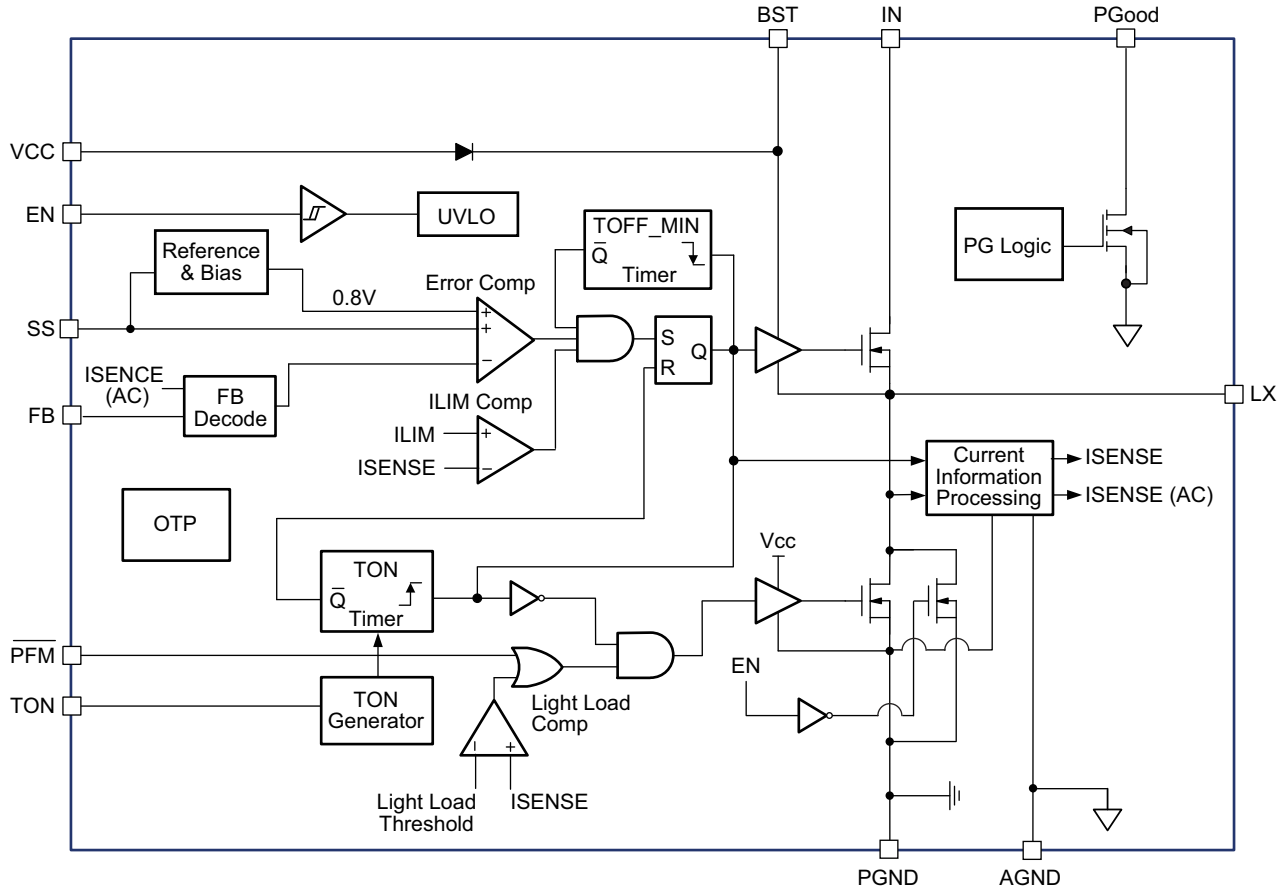 BST
IN
PGood
VCC
EN
UVLO
Reference
& Bias
TOFF_MIN
Q̅
Timer
PG Logic
Error Comp
0.8V
+
+
−
SS
S
R
Q
ISENCE
(AC)
FB
FB
Decode
ILIM Comp
ILIM
+
ISENSE
−
LX
Current
Information
Processing
ISENSE
ISENSE (AC)
OTP
Vcc
TON
Q̅
Timer
P̅F̅M̅
EN
TON
TON
Generator
Light Load
Comp
−
+
Light Load
Threshold
ISENSE
PGND
AGND